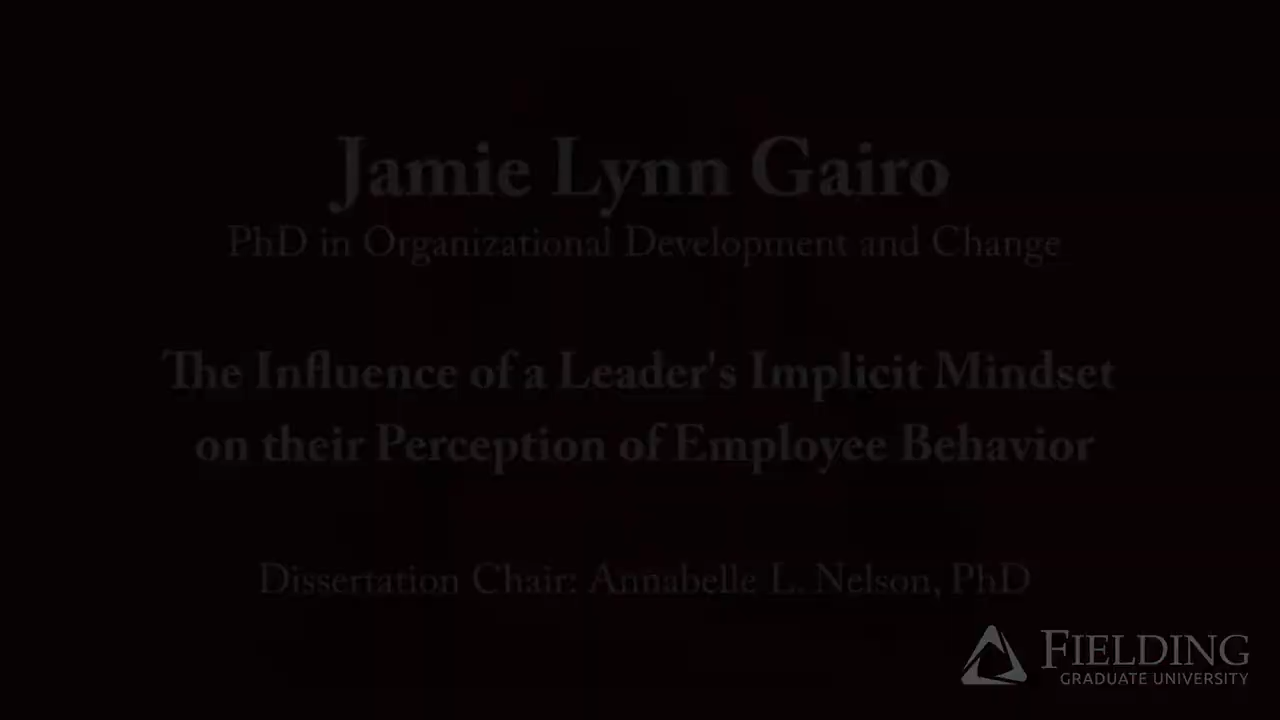 Jamie Lynn Gairo
PhD in Organizational Development and Change
The Influence of a Leader's Implicit Mindset
on their Perception of Employee Behavior
Dissertation Chair: Annabelle L. Nelson, PhD
FIELDING
GRADUATE UNIVERSITY